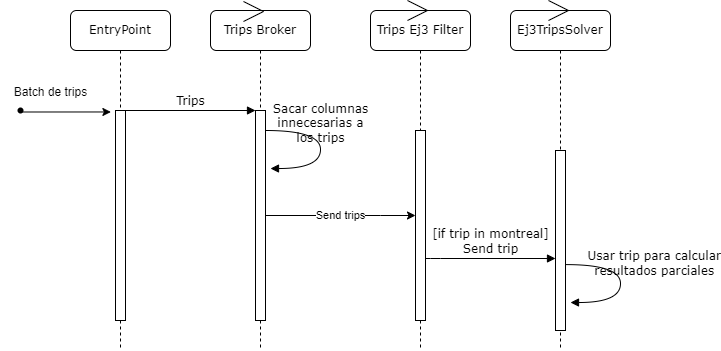 EntryPoint
Trips Broker
Trips Ej3 Filter
Ej3TripsSolver
Batch de trips
Trips
Sacar columnas
innecesarias a
los trips
Send trips
[if trip in montreal]
Send trip
Usar trip para calcular
resultados parciales